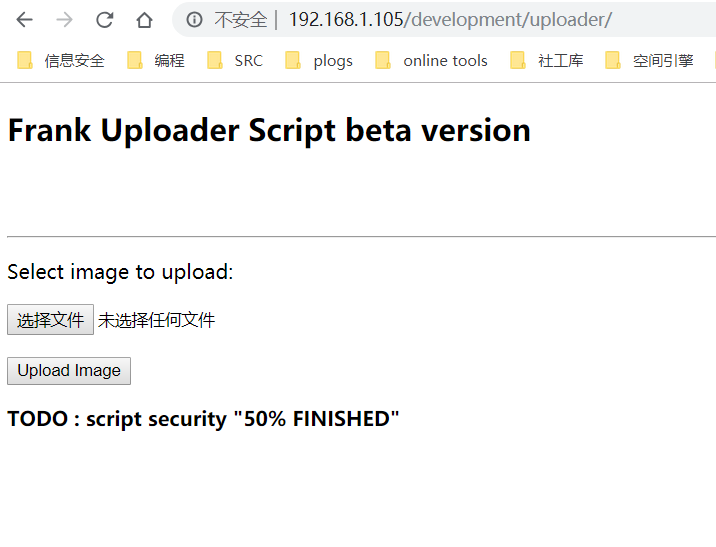 不安全 | 192.168.1.105/development/uploader/
信息安全 编程 SRC plogs online tools 社工库 空间引擎
Frank Uploader Script beta version
Select image to upload:
选择文件 未选择任何文件
Upload Image
TODO : script security "50% FINISHED"